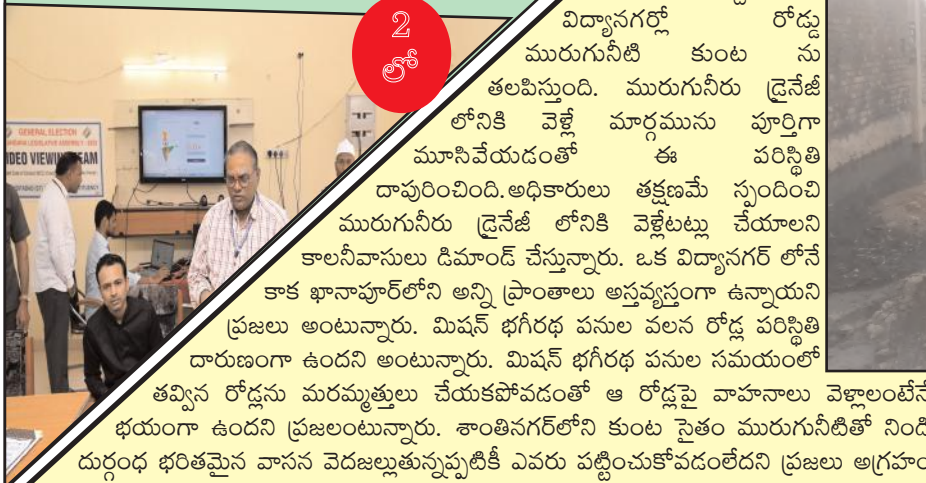 2
లో
GENERAL ELECTION
VIDEO VIEWING TEAM
విద్యానగర్లో రోడ్డు
మురుగునీటి కుంట ను
తలపిస్తుంది. మురుగునీరు డ్రైనేజీ
లోనికి వెళ్లే మార్గమును పూర్తిగా
మూసివేయడంతో ఈ పరిస్థితి
దాపురించింది.అధికారులు తక్షణమే స్పందించి
మురుగునీరు డ్రైనేజీ లోనికి వెళ్లేటట్లు చేయాలని
కాలనీవాసులు డిమాండ్ చేస్తున్నారు. ఒక విద్యానగర్ లోనే
కాక ఖానాపూర్‌లోని అన్ని ప్రాంతాలు అస్తవ్యస్తంగా ఉన్నాయని
ప్రజలు అంటున్నారు. మిషన్ భగీరథ పనుల వలన రోడ్ల పరిస్థితి
దారుణంగా ఉందని అంటున్నారు. మిషన్ భగీరథ పనుల సమయంలో
తవ్విన రోడ్లను మరమ్మత్తులు చేయకపోవడంతో ఆ రోడ్లపై వాహనాలు వెళ్లాలంటేనే
భయంగా ఉందని ప్రజలంటున్నారు. శాంతినగర్‌లోని కుంట సైతం మురుగునీటితో నిండి
దుర్గంధ భరితమైన వాసన వెదజల్లుతున్నప్పటికీ ఎవరు పట్టించుకోవడంలేదని ప్రజలు అగ్రహం